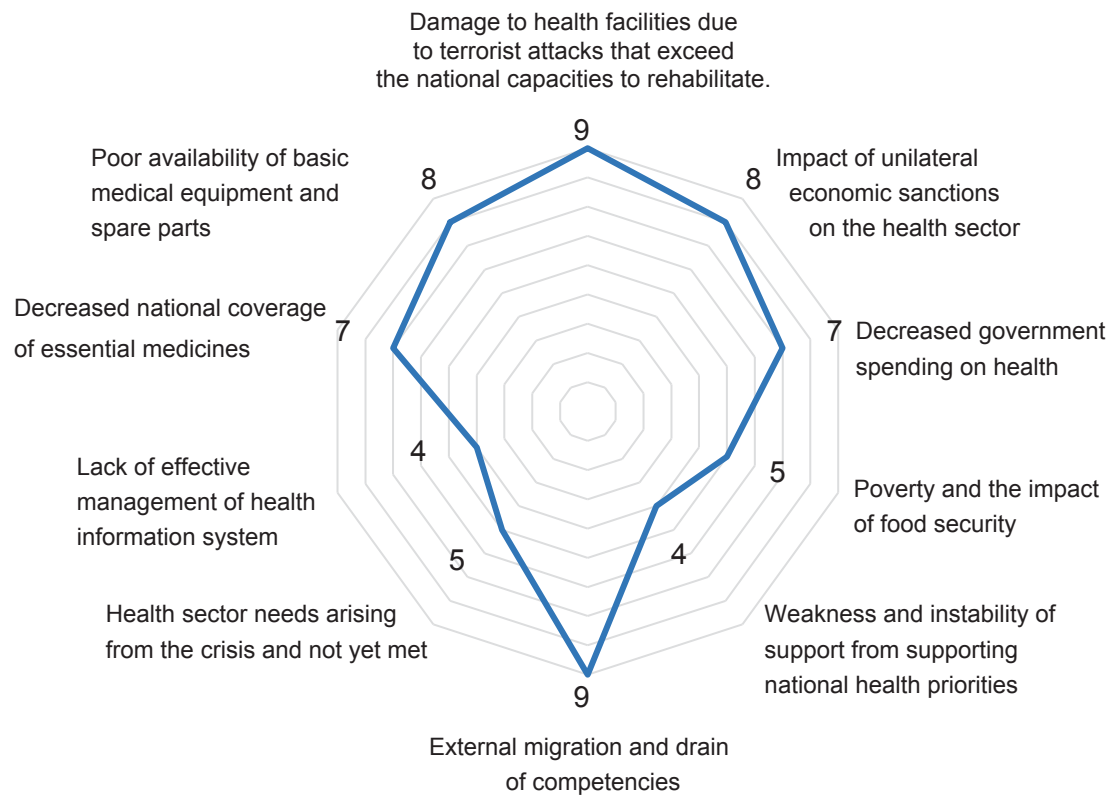 Damage to health facilities due
to terrorist attacks that exceed
the national capacities to rehabilitate.
9
Impact of unilateral
economic sanctions
on the health sector
8
Decreased government
spending on health
7
Poverty and the impact
of food security
5
Weakness and instability of
support from supporting
national health priorities
4
External migration and drain
of competencies
9
Health sector needs arising
from the crisis and not yet met
5
Lack of effective
management of health
information system
4
Decreased national coverage
of essential medicines
7
Poor availability of basic
medical equipment and
spare parts
8